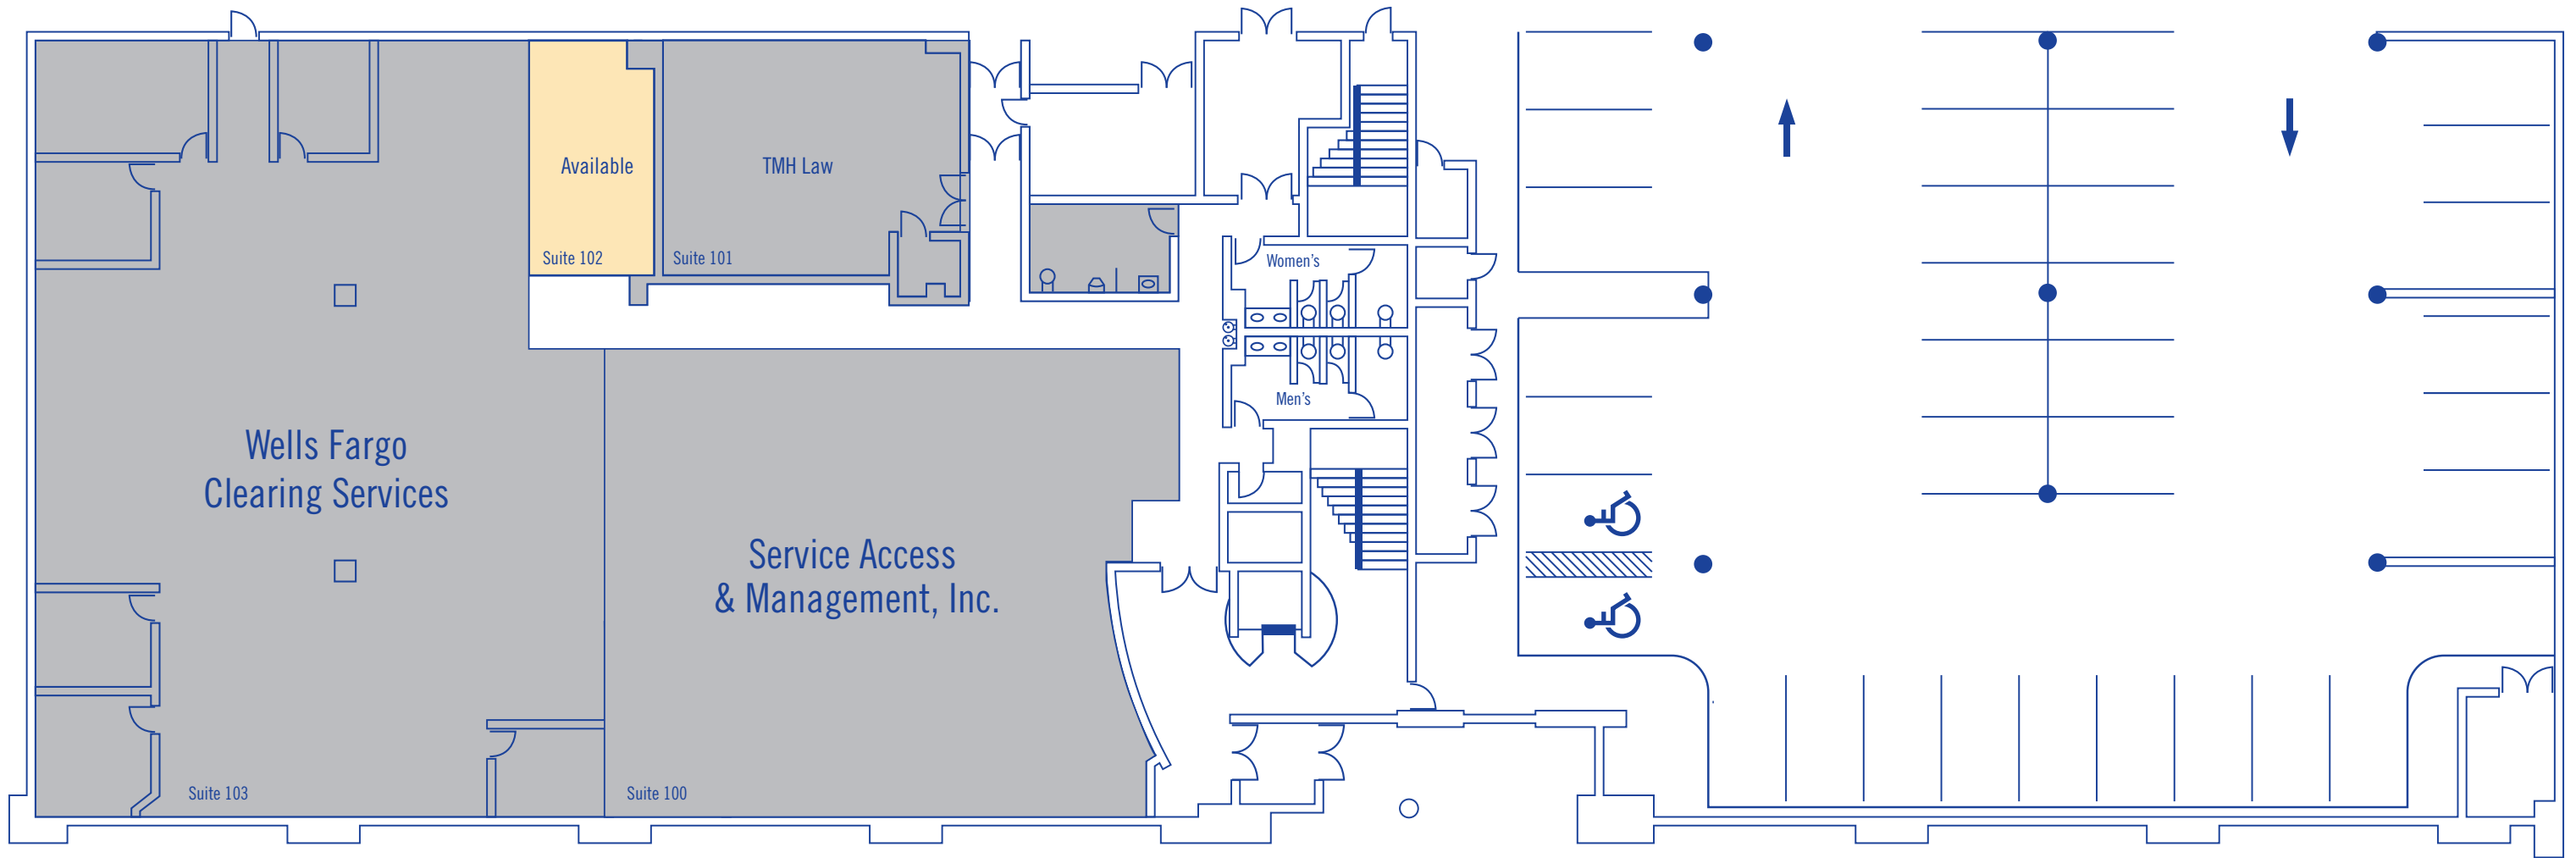 Available
TMH Law
Suite 102
Suite 101
Women's
Men's
Wells Fargo
Clearing Services
Service Access
& Management, Inc.
Suite 103
Suite 100